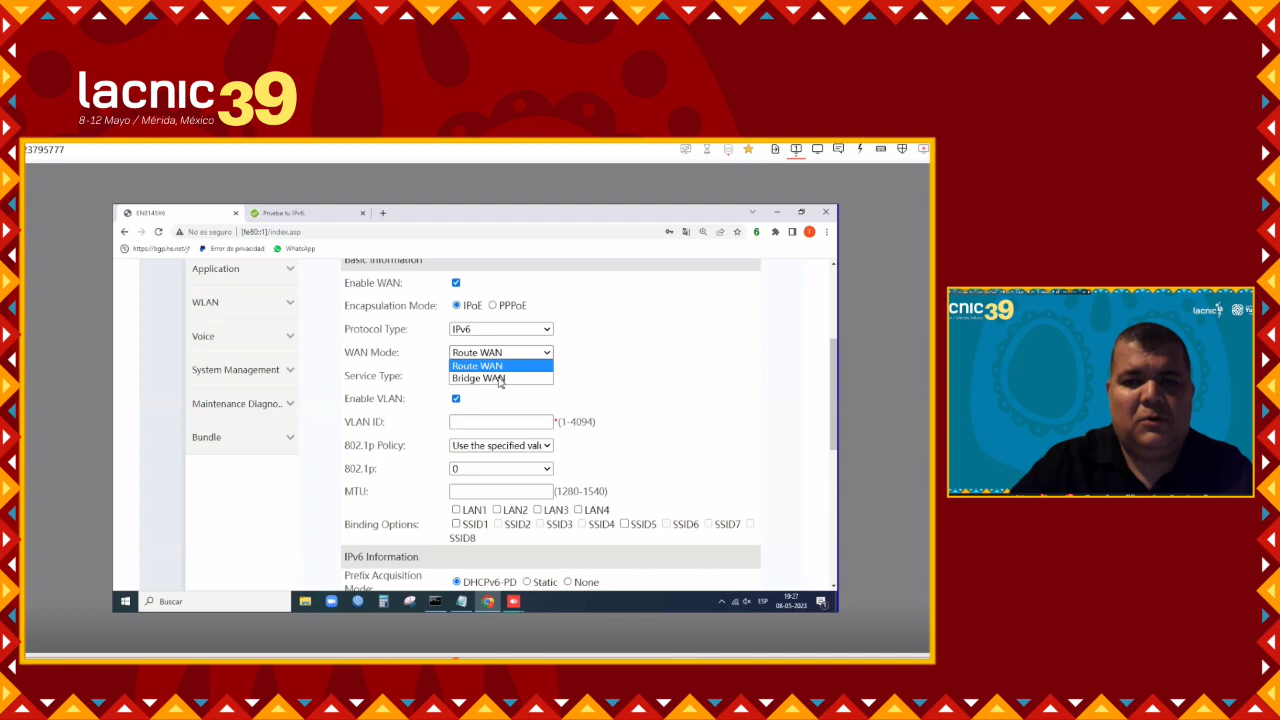 lacnic 39
8-12 Mayo / Mérida, México
23795777
EN8145X6
Prueba tu IPv6.
No es seguro | [fe80::1]/index.asp
https://bgp.he.net/jf
Error de privacidad
WhatsApp
Basic Information
Application
WLAN
Voice
System Management
Maintenance Diagno..
Bundle
Enable WAN:
Encapsulation Mode: IPoE PPPoE
Protocol Type: IPv6
WAN Mode: Route WAN
Route WAN
Bridge WAN
Service Type:
Enable VLAN:
VLAN ID: *(1-4094)
802.1p Policy: Use the specified valu
802.1p: 0
MTU: (1280-1540)
LAN1 LAN2 LAN3 LAN4
Binding Options: SSID1 SSID2 SSID3 SSID4 SSID5 SSID6 SSID7
SSID8
IPv6 Information
Prefix Acquisition
Mode: DHCPv6-PD Static None
Buscar
ESP
19:27
08-05-2023
cnic39
lacnic